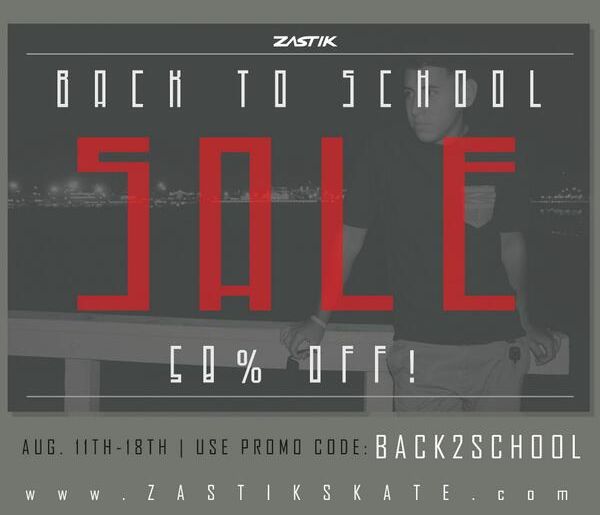 ZASTIK
BACK TO SCHOOL
SALE
50% OFF!
AUG. 11TH-18TH | USE PROMO CODE: BACK2SCHOOL
www.ZASTIKSKATE.com